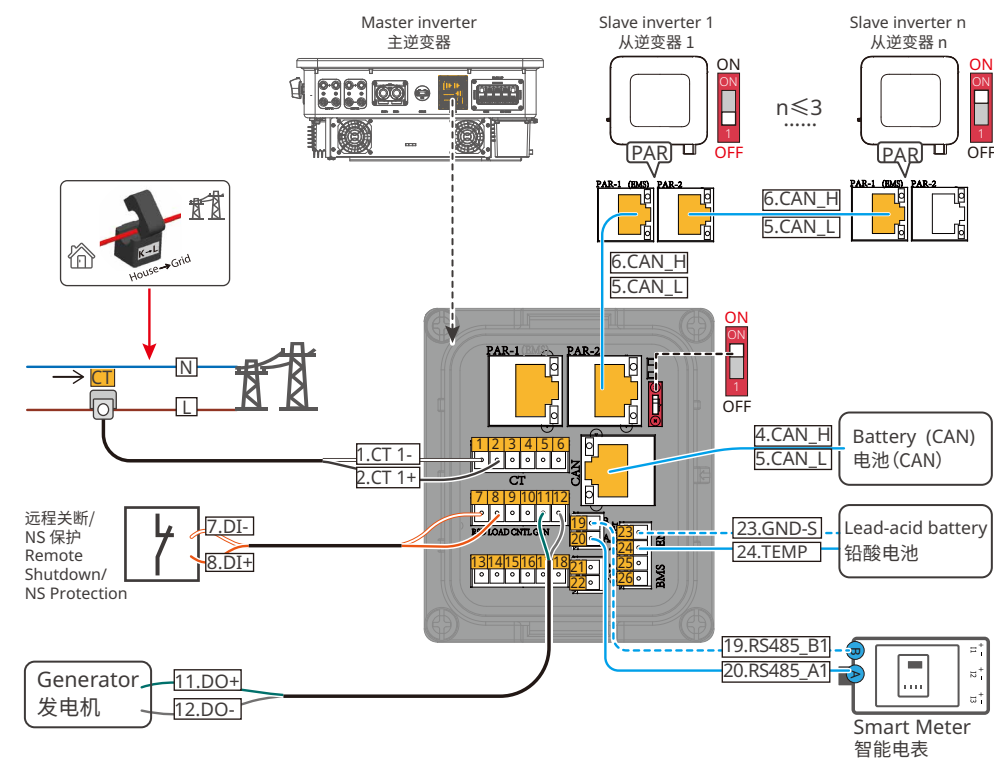 Master inverter
主逆变器
Slave inverter 1
从逆变器 1
Slave inverter n
从逆变器 n
ON
ON
1
OFF
n≤3
......
ON
ON
1
OFF
PAR
PAR
PAR-1 (BMS) PAR-2
PAR-1 (BMS) PAR-2
6.CAN_H
5.CAN_L
6.CAN_H
5.CAN_L
K→L
House→Grid
N
CT
L
PAR-1 (BMS)
PAR-2
ON
ON
1
OFF
1 2 3 4 5 6
CT
CAN
1.CT 1-
2.CT 1+
4.CAN_H
5.CAN_L
Battery (CAN)
电池(CAN)
远程关断/
NS 保护
Remote
Shutdown/
NS Protection
7.DI-
8.DI+
7 8 9 10 11 12
LOAD CNTL GEN
13 14 15 16 18
19
20
21
22
23
24
25
26
BMS
23.GND-S
24.TEMP
Lead-acid battery
铅酸电池
19.RS485_B1
20.RS485_A1
B
A
I1 + -
I2 + -
I3 + -
Smart Meter
智能电表
Generator
发电机
11.DO+
12.DO-